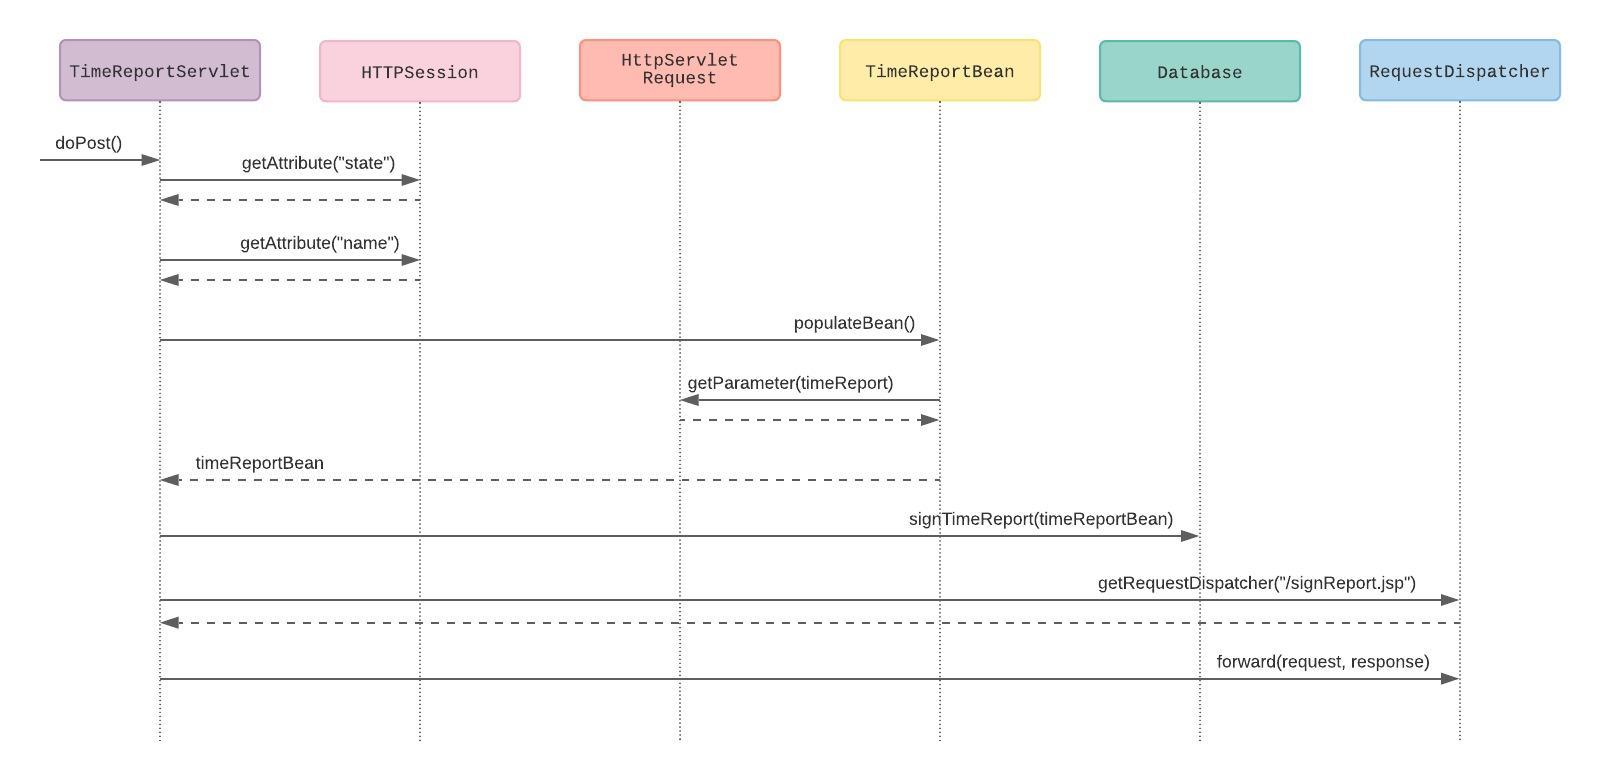 TimeReportServlet
HTTPSession
HttpServlet
Request
TimeReportBean
Database
RequestDispatcher
doPost()
getAttribute("state")
getAttribute("name")
populateBean()
getParameter(timeReport)
timeReportBean
signTimeReport(timeReportBean)
getRequestDispatcher("/signReport.jsp")
forward(request, response)